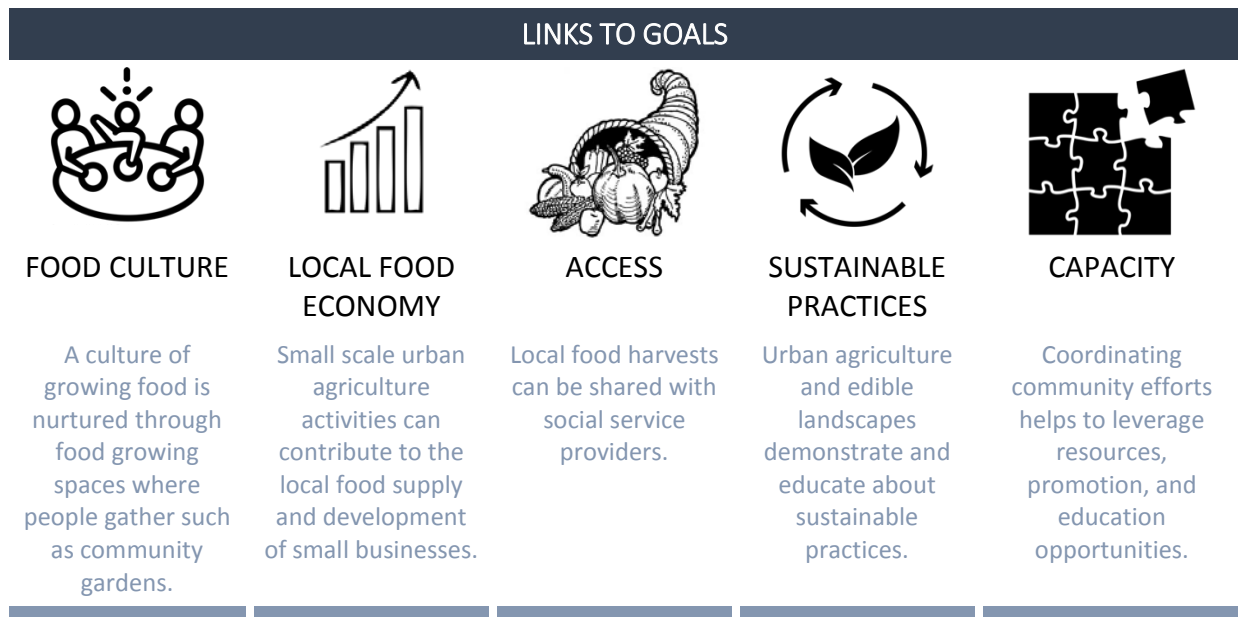 LINKS TO GOALS
FOOD CULTURE
A culture of
growing food is
nurtured through
food growing
spaces where
people gather such
as community
gardens.
LOCAL FOOD
ECONOMY
Small scale urban
agriculture
activities can
contribute to the
local food supply
and development
of small businesses.
ACCESS
Local food harvests
can be shared with
social service
providers.
SUSTAINABLE
PRACTICES
Urban agriculture
and edible
landscapes
demonstrate and
educate about
sustainable
practices.
CAPACITY
Coordinating
community efforts
helps to leverage
resources,
promotion, and
education
opportunities.